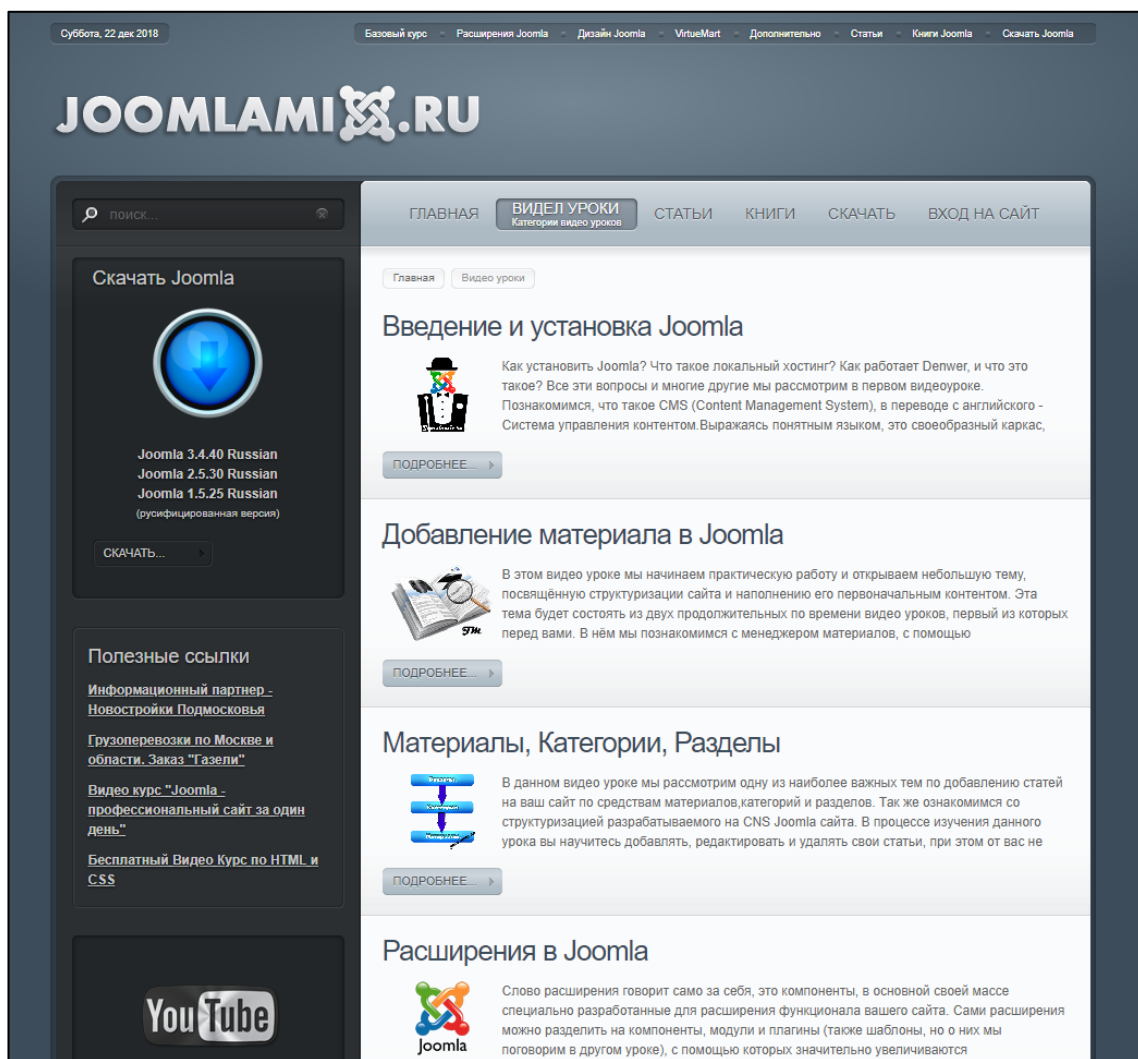 Суббота, 22 дек 2018
Базовый курс Расширения Joomla Дизайн Joomla VirtueMart Дополнительно Статьи Книги Joomla Скачать Joomla
JOOMLAMIX.RU
поиск...
ГЛАВНАЯ ВИДЕЛ УРОКИ СТАТЬИ КНИГИ СКАЧАТЬ ВХОД НА САЙТ
Категории видео уроков
Скачать Joomla
Joomla 3.4.40 Russian
Joomla 2.5.30 Russian
Joomla 1.5.25 Russian
(русифицированная версия)
СКАЧАТЬ...
Полезные ссылки
Информационный партнер -
Новостройки Подмосковья
Грузоперевозки по Москве и
области. Заказ "Газели"
Видео курс "Joomla -
профессиональный сайт за один
день"
Бесплатный Видео Курс по HTML и
CSS
YouTube
Главная Видео уроки
Введение и установка Joomla
Как установить Joomla? Что такое локальный хостинг? Как работает Denwer, и что это
такое? Все эти вопросы и многие другие мы рассмотрим в первом видеоуроке.
Познакомимся, что такое CMS (Content Management System), в переводе с английского -
Система управления контентом.Выражаясь понятным языком, это своеобразный каркас,
ПОДРОБНЕЕ...
Добавление материала в Joomla
В этом видео уроке мы начинаем практическую работу и открываем небольшую тему,
посвящённую структуризации сайта и наполнению его первоначальным контентом. Эта
тема будет состоять из двух продолжительных по времени видео уроков, первый из которых
перед вами. В нём мы познакомимся с менеджером материалов, с помощью
ПОДРОБНЕЕ...
Материалы, Категории, Разделы
В данном видео уроке мы рассмотрим одну из наиболее важных тем по добавлению статей
на ваш сайт по средствам материалов,категорий и разделов. Так же ознакомимся со
структуризацией разрабатываемого на CNS Joomla сайта. В процессе изучения данного
урока вы научитесь добавлять, редактировать и удалять свои статьи, при этом от вас не
ПОДРОБНЕЕ...
Расширения в Joomla
Joomla
Слово расширения говорит само за себя, это компоненты, в основной своей массе
специально разработанные для расширения функционала вашего сайта. Сами расширения
можно разделить на компоненты, модули и плагины (также шаблоны, но о них мы
поговорим в другом уроке), с помощью которых значительно увеличиваются